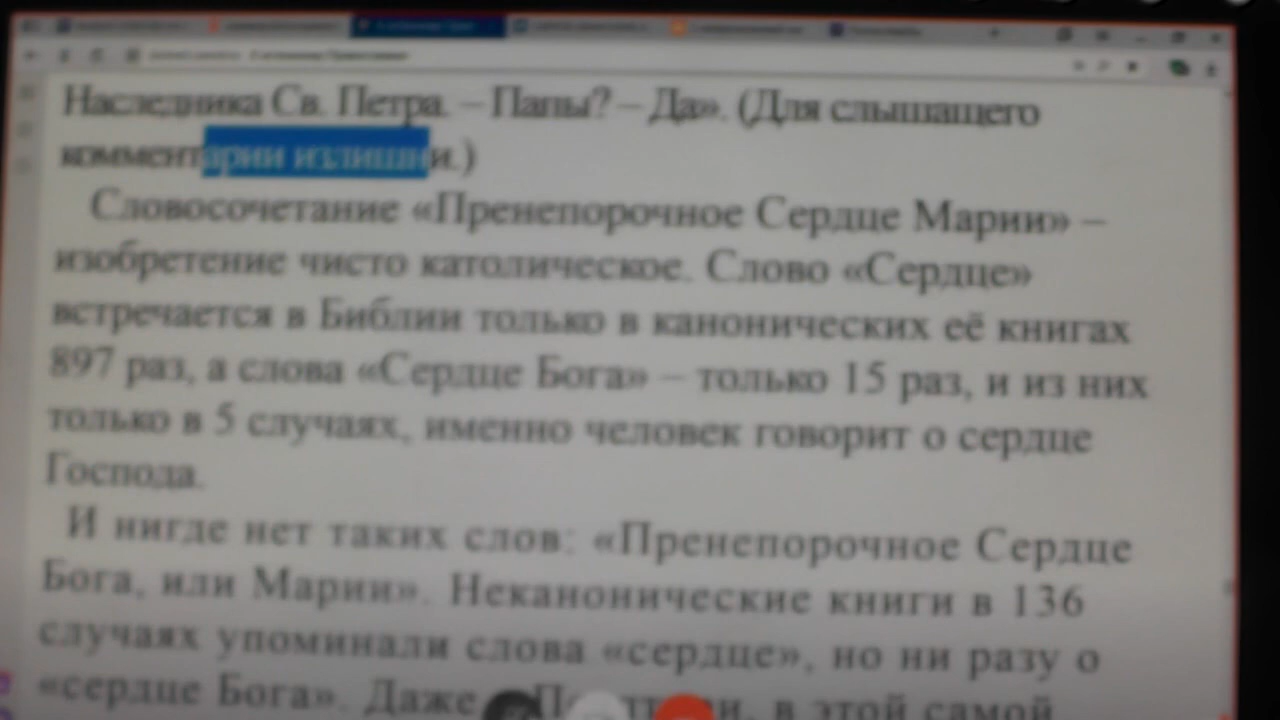 Наследника Св. Петра. – Папы? – Да». (Для слышащего
комментарии излишни.)
Словосочетание «Пренепорочное Сердце Марии» –
изобретение чисто католическое. Слово «Сердце»
встречается в Библии только в канонических её книгах
897 раз, а слова «Сердце Бога» – только 15 раз, и из них
только в 5 случаях, именно человек говорит о сердце
Господа.
И нигде нет таких слов: «Пренепорочное Сердце
Бога, или Марии». Неканонические книги в 136
случаях упоминали слова «сердце», но ни разу о
«сердце Бога». Даже в этой самой